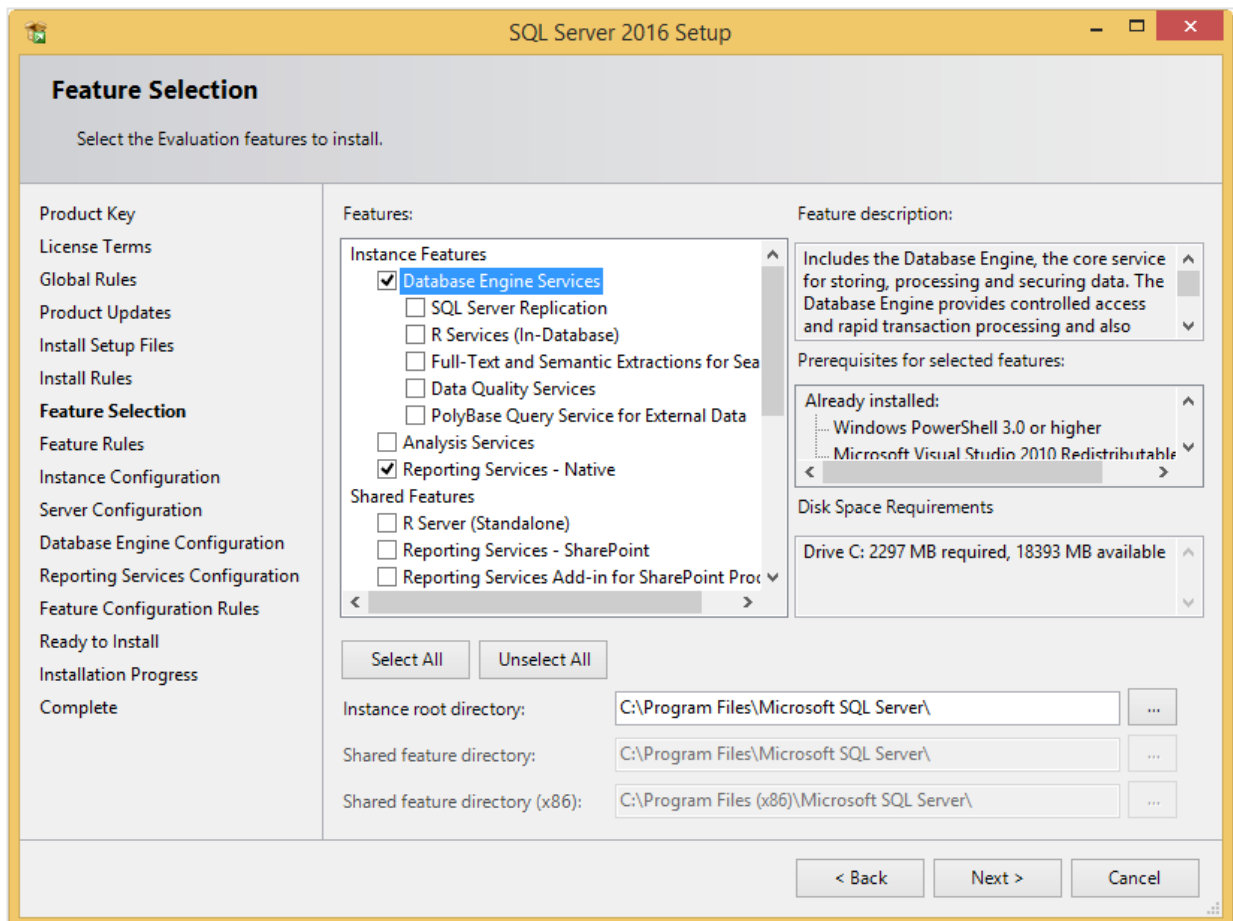 SQL Server 2016 Setup
Feature Selection
Select the Evaluation features to install.
Product Key
License Terms
Global Rules
Product Updates
Install Setup Files
Install Rules
Feature Selection
Feature Rules
Instance Configuration
Server Configuration
Database Engine Configuration
Reporting Services Configuration
Feature Configuration Rules
Ready to Install
Installation Progress
Complete
Features:
Instance Features
Database Engine Services
SQL Server Replication
R Services (In-Database)
Full-Text and Semantic Extractions for Sea
Data Quality Services
PolyBase Query Service for External Data
Analysis Services
Reporting Services - Native
Shared Features
R Server (Standalone)
Reporting Services - SharePoint
Reporting Services Add-in for SharePoint Proc
Feature description:
Includes the Database Engine, the core service
for storing, processing and securing data. The
Database Engine provides controlled access
and rapid transaction processing and also
Prerequisites for selected features:
Already installed:
Windows PowerShell 3.0 or higher
Microsoft Visual Studio 2010 Redistributable
Disk Space Requirements
Drive C: 2297 MB required, 18393 MB available
Select All
Unselect All
Instance root directory:
C:\Program Files\Microsoft SQL Server\
...
Shared feature directory:
C:\Program Files\Microsoft SQL Server\
...
Shared feature directory (x86):
C:\Program Files (x86)\Microsoft SQL Server\
...
< Back
Next >
Cancel